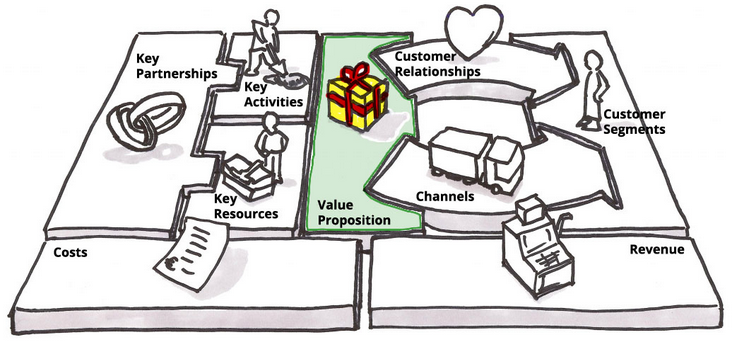 Key
Partnerships
Key
Activities
Key
Resources
Value
Proposition
Customer
Relationships
Channels
Customer
Segments
Costs
€
Revenue